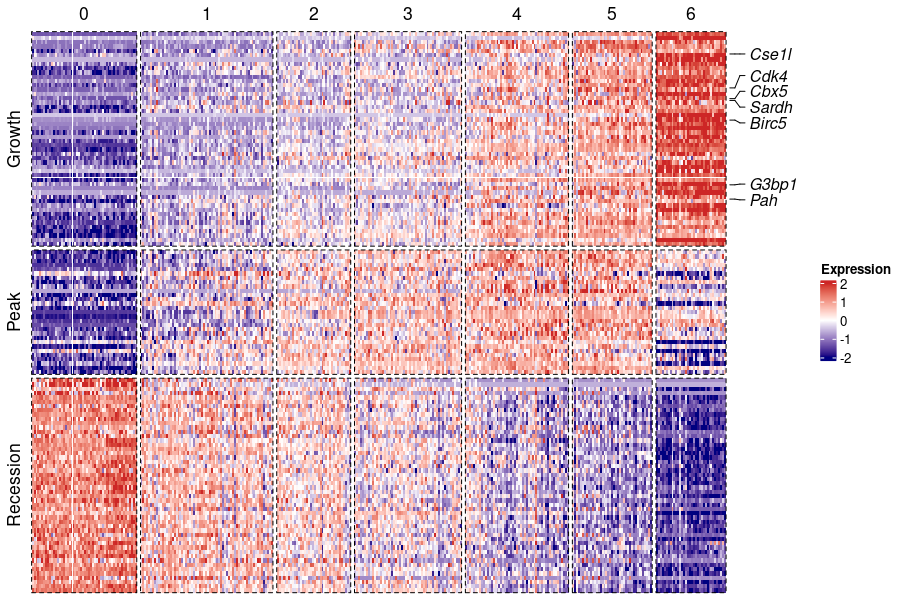 0 1 2 3 4 5 6
Growth
Peak
Recession
Cse1l
Cdk4
Cbx5
Sardh
Birc5
G3bp1
Pah
Expression
2
1
0
-1
-2